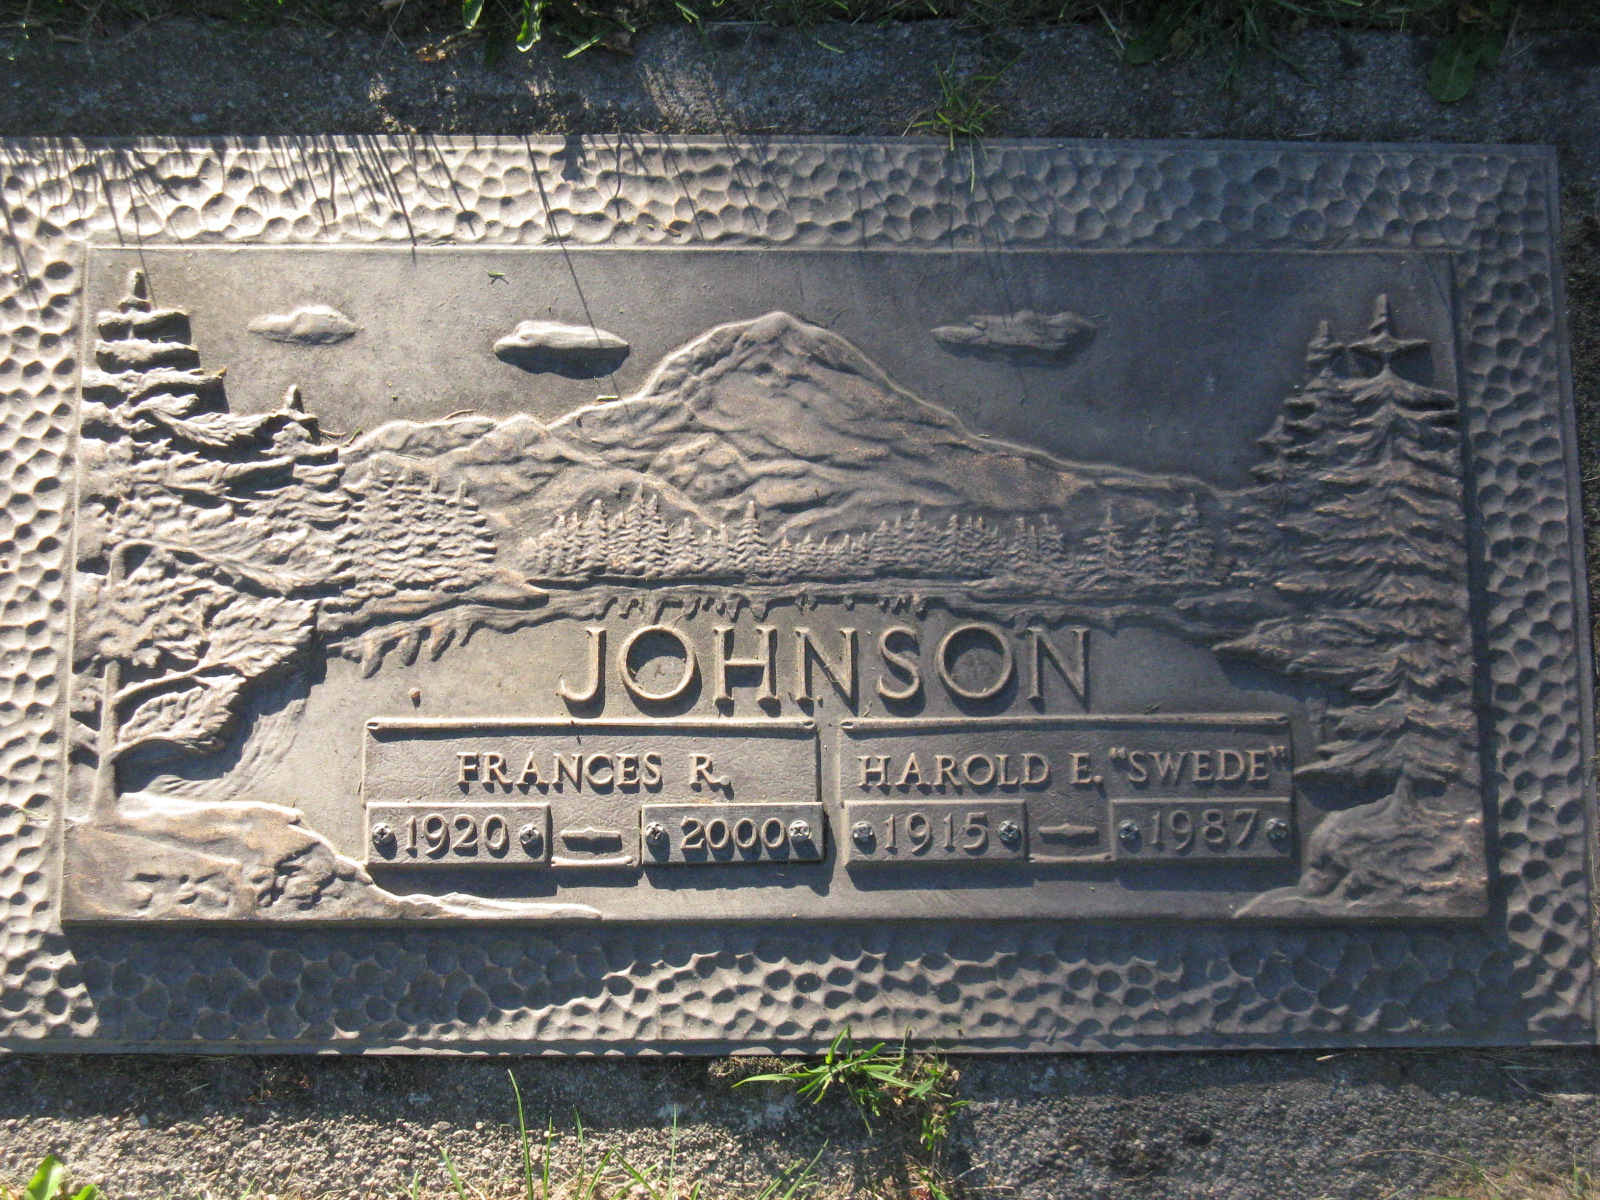 JOHNSON
FRANCES R. HAROLD E. "SWEDE"
1920 — 2000 1915 — 1987